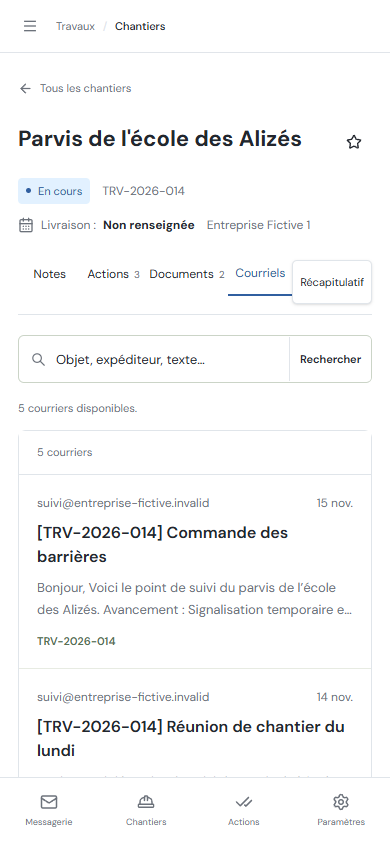 Travaux / Chantiers
Tous les chantiers
Parvis de l'école des Alizés
En cours TRV-2026-014
Livraison : Non renseignée Entreprise Fictive 1
Notes Actions 3 Documents 2 Courriels Récapitulatif
Objet, expéditeur, texte... Rechercher
5 courriers disponibles.
5 courriers
suivi@entreprise-fictive.invalid 15 nov.
[TRV-2026-014] Commande des
barrières
Bonjour, Voici le point de suivi du parvis de l'école
des Alizés. Avancement : Signalisation temporaire e...
TRV-2026-014
suivi@entreprise-fictive.invalid 14 nov.
[TRV-2026-014] Réunion de chantier du
lundi
Messagerie Chantiers Actions Paramètres